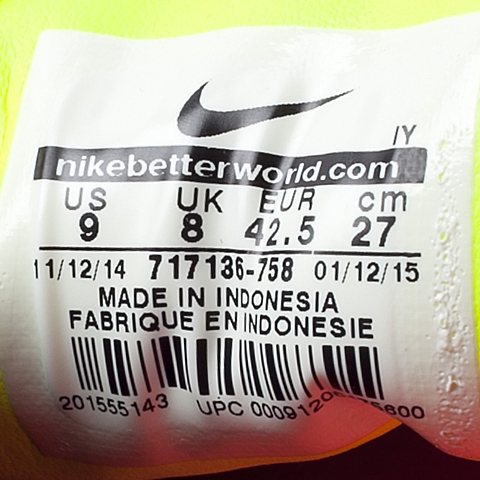 /Y
nikebetterworld.com
US UK EUR cm
9 8 42.5 27
11/12/14 717136-758 01/12/15
MADE IN INDONESIA
FABRIQUE EN INDONESIE
201555143 UPC